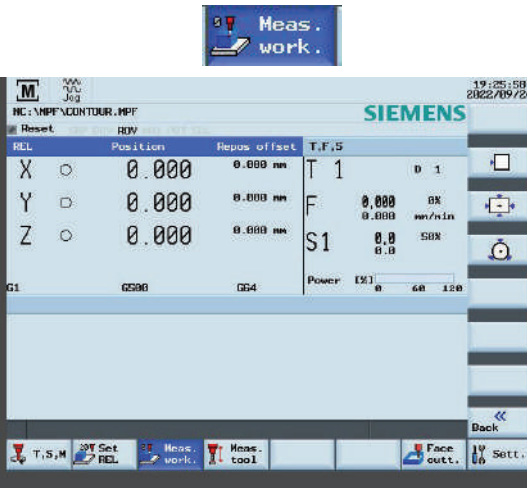 Meas.
work.
M
Jog
19:25:58
2022/09/2
NC:\MPF\CONTOUR.MPF
SIEMENS
Reset
ROV
REL
Position
Repos offset
T,F,S
X 0.000 0.000 mm
T 1 D 1
Y 0.000 0.000 mm
F 0.000 0%
0.000 mm/min
Z 0.000 0.000 mm
S1 0.0 50%
0.0
Power [%] 0 60 120
G1 G500 G64
Back
T,S,M
Set REL
Meas. work.
Meas. tool
Face cutt.
Sett.